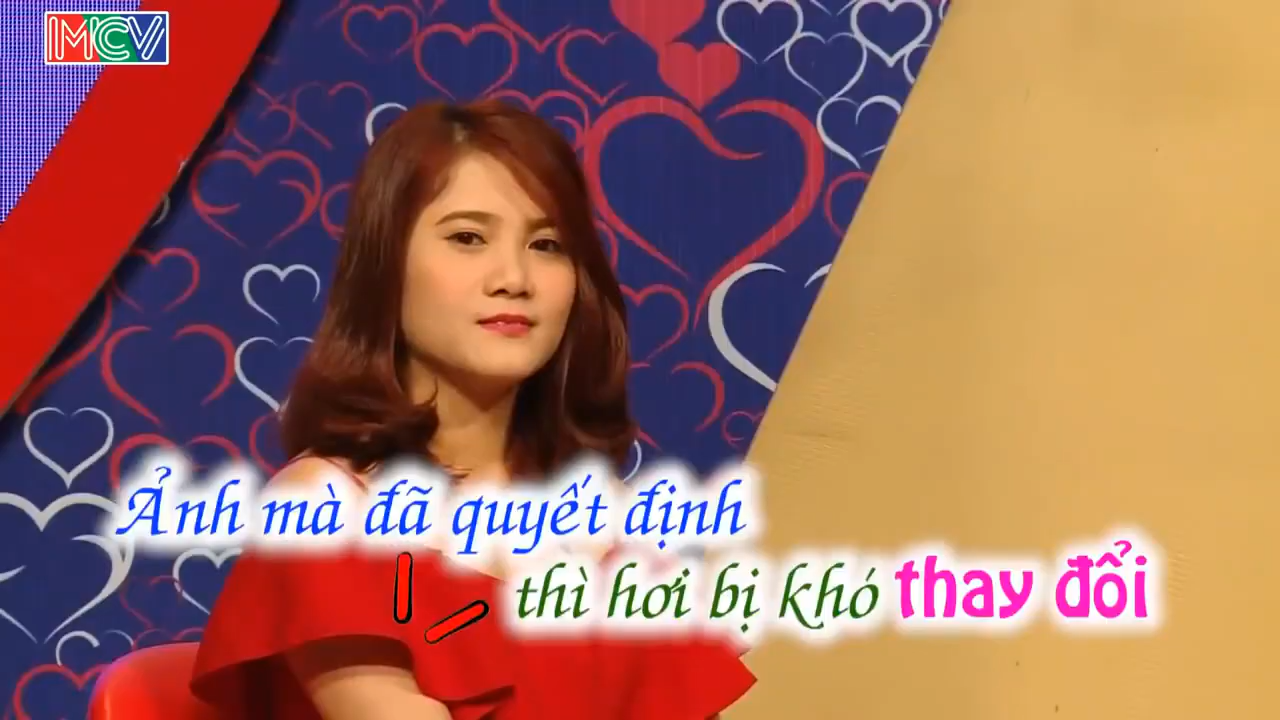 MCV
Ảnh mà đã quyết định
thì hơi bị khó thay đổi